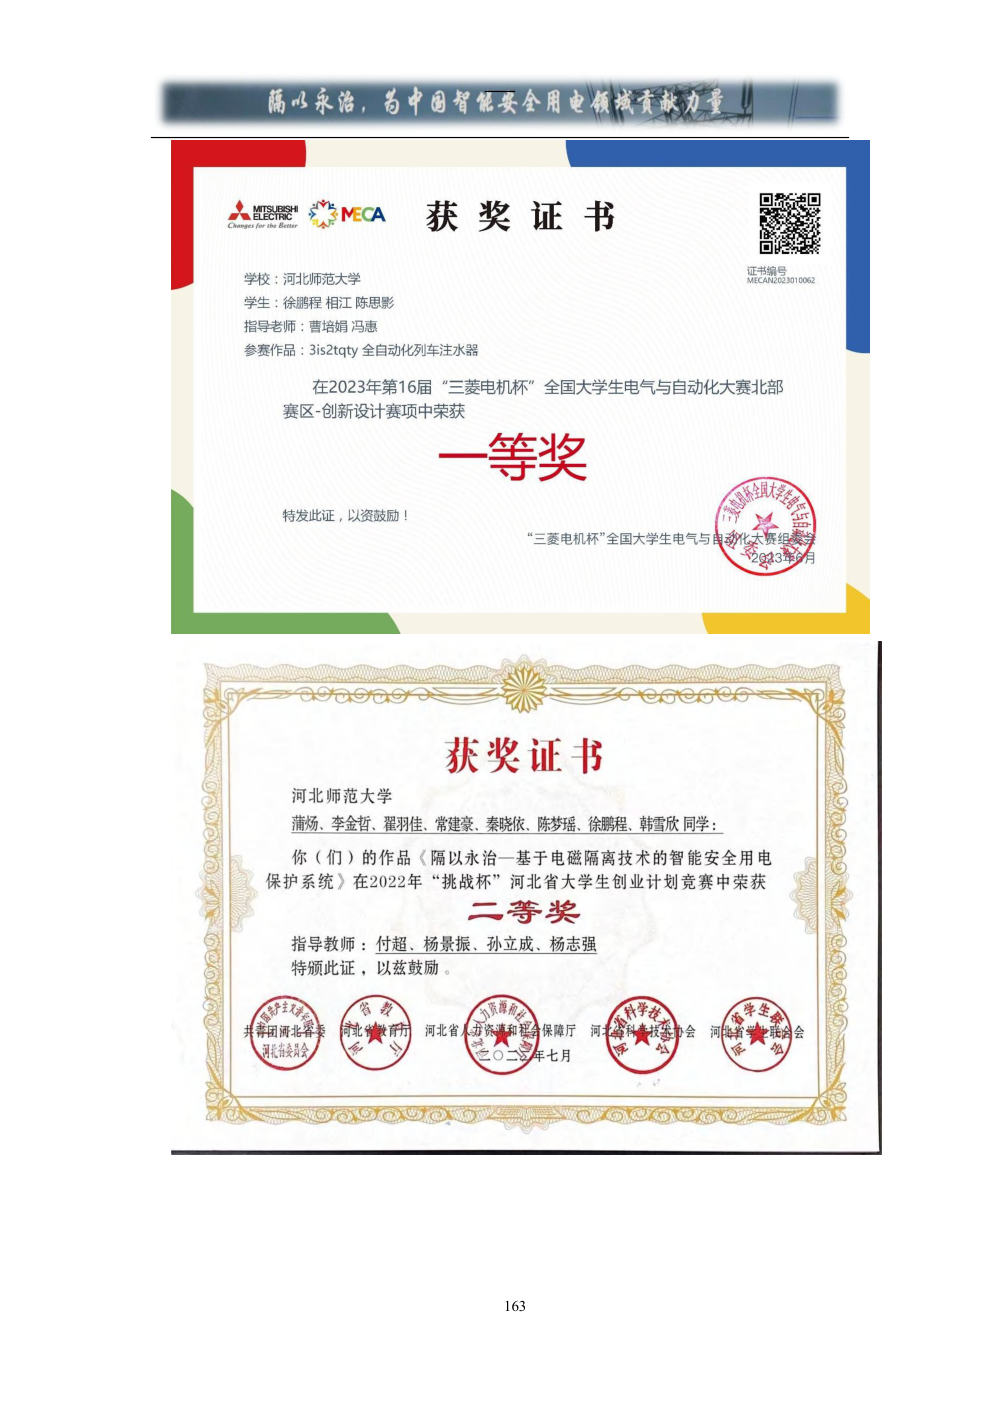 隔以永治，为中国智能安全用电领域贡献力量
MITSUBISHI
ELECTRIC
Changes for the Better
MECA
获奖证书
证书编号
MECAN2023010062
学校：河北师范大学
学生：徐鹏程 相江 陈思影
指导老师：曹培娟 冯惠
参赛作品：3is2tqty 全自动化列车注水器
在2023年第16届“三菱电机杯”全国大学生电气与自动化大赛北部
赛区-创新设计赛项中荣获
一等奖
特发此证，以资鼓励！
“三菱电机杯”全国大学生电气与自动化大赛组委会
2023年6月
获奖证书
河北师范大学
蒲炀、李金哲、翟羽佳、常建豪、秦晓依、陈梦瑶、徐鹏程、韩雪欣 同学：
你（们）的作品《隔以永治—基于电磁隔离技术的智能安全用电
保护系统》在2022年“挑战杯”河北省大学生创业计划竞赛中荣获
二等奖
指导教师：付超、杨景振、孙立成、杨志强
特颁此证，以兹鼓励。
共青团河北省委 河北省教育厅 河北省人力资源和社会保障厅 河北省科学技术协会 河北省学生联合会
二〇二二年七月
163